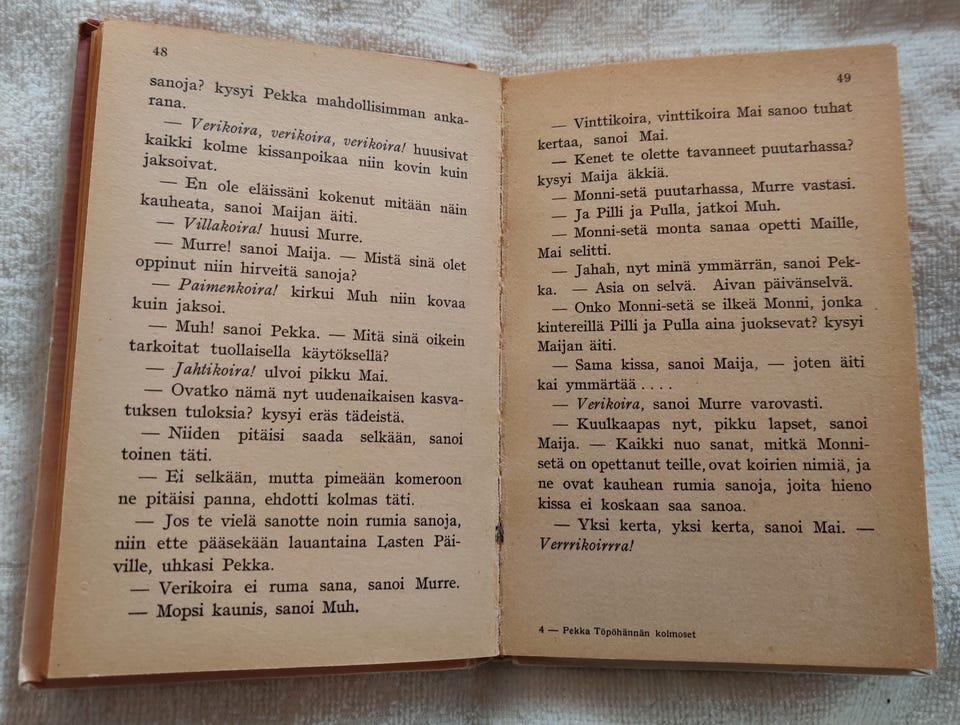 48
sanoja? kysyi Pekka mahdollisimman anka-
rana.
— Verikoira, verikoira, verikoira! huusivat
kaikki kolme kissanpoikaa niin kovin kuin
jaksoivat.
— En ole eläissäni kokenut mitään näin
kauheata, sanoi Maijan äiti.
— Villakoira! huusi Murre.
— Murre! sanoi Maija. — Mistä sinä olet
oppinut niin hirveitä sanoja?
— Paimenkoira! kirkui Muh niin kovaa
kuin jaksoi.
— Muh! sanoi Pekka. — Mitä sinä oikein
tarkoitat tuollaisella käytöksellä?
— Jahtikoira! ulvoi pikku Mai.
— Ovatko nämä nyt uudenaikaisen kasva-
tuksen tuloksia? kysyi eräs tädeistä.
— Niiden pitäisi saada selkään, sanoi
toinen täti.
— Ei selkään, mutta pimeään komeroon
ne pitäisi panna, ehdotti kolmas täti.
— Jos te vielä sanotte noin rumia sanoja,
niin ette pääsekään lauantaina Lasten Päi-
ville, uhkasi Pekka.
— Verikoira ei ruma sana, sanoi Murre.
— Mopsi kaunis, sanoi Muh.
49
— Vinttikoira, vinttikoira Mai sanoo tuhat
kertaa, sanoi Mai.
— Kenet te olette tavanneet puutarhassa?
kysyi Maija äkkiä.
— Monni-setä puutarhassa, Murre vastasi.
— Ja Pilli ja Pulla, jatkoi Muh.
— Monni-setä monta sanaa opetti Maille,
Mai selitti.
— Jahah, nyt minä ymmärrän, sanoi Pek-
ka. — Asia on selvä. Aivan päivänselvä.
— Onko Monni-setä se ilkeä Monni, jonka
kintereillä Pilli ja Pulla aina juoksevat? kysyi
Maijan äiti.
— Sama kissa, sanoi Maija, — joten äiti
kai ymmärtää . . . .
— Verikoira, sanoi Murre varovasti.
— Kuulkaapas nyt, pikku lapset, sanoi
Maija. — Kaikki nuo sanat, mitkä Monni-
setä on opettanut teille, ovat koirien nimiä, ja
ne ovat kauhean rumia sanoja, joita hieno
kissa ei koskaan saa sanoa.
— Yksi kerta, yksi kerta, sanoi Mai. —
Verrrikoirrra!
4 — Pekka Töpöhännän kolmoset